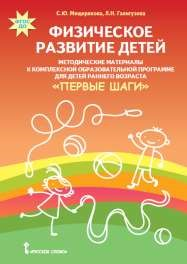 С.Ю. Мещерякова, Л.Н. Галигузова
ФГОС
ДО
ФИЗИЧЕСКОЕ
РАЗВИТИЕ ДЕТЕЙ
МЕТОДИЧЕСКИЕ МАТЕРИАЛЫ
К КОМПЛЕКСНОЙ ОБРАЗОВАТЕЛЬНОЙ ПРОГРАММЕ
ДЛЯ ДЕТЕЙ РАННЕГО ВОЗРАСТА
«ПЕРВЫЕ ШАГИ»
«РУССКОЕ СЛОВО»